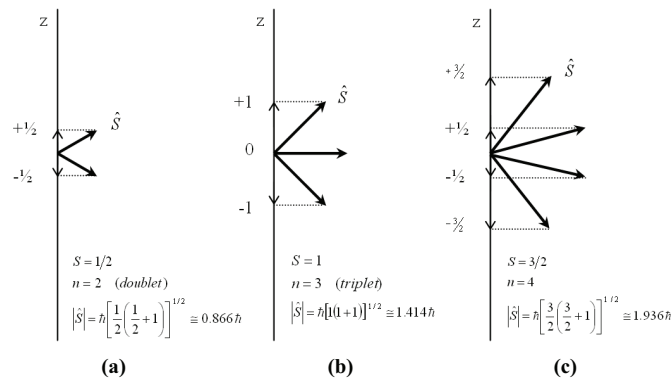 z
+½
Ŝ
-½
S = 1/2
n = 2 (doublet)
|Ŝ| = ħ[1/2(1/2+1)]^1/2 ≅ 0.866ħ
(a)
z
+1
Ŝ
0
-1
S = 1
n = 3 (triplet)
|Ŝ| = ħ[1(1+1)]^1/2 ≅ 1.414ħ
(b)
z
+3/2
Ŝ
+½
-½
-3/2
S = 3/2
n = 4
|Ŝ| = ħ[3/2(3/2+1)]^1/2 ≅ 1.936ħ
(c)